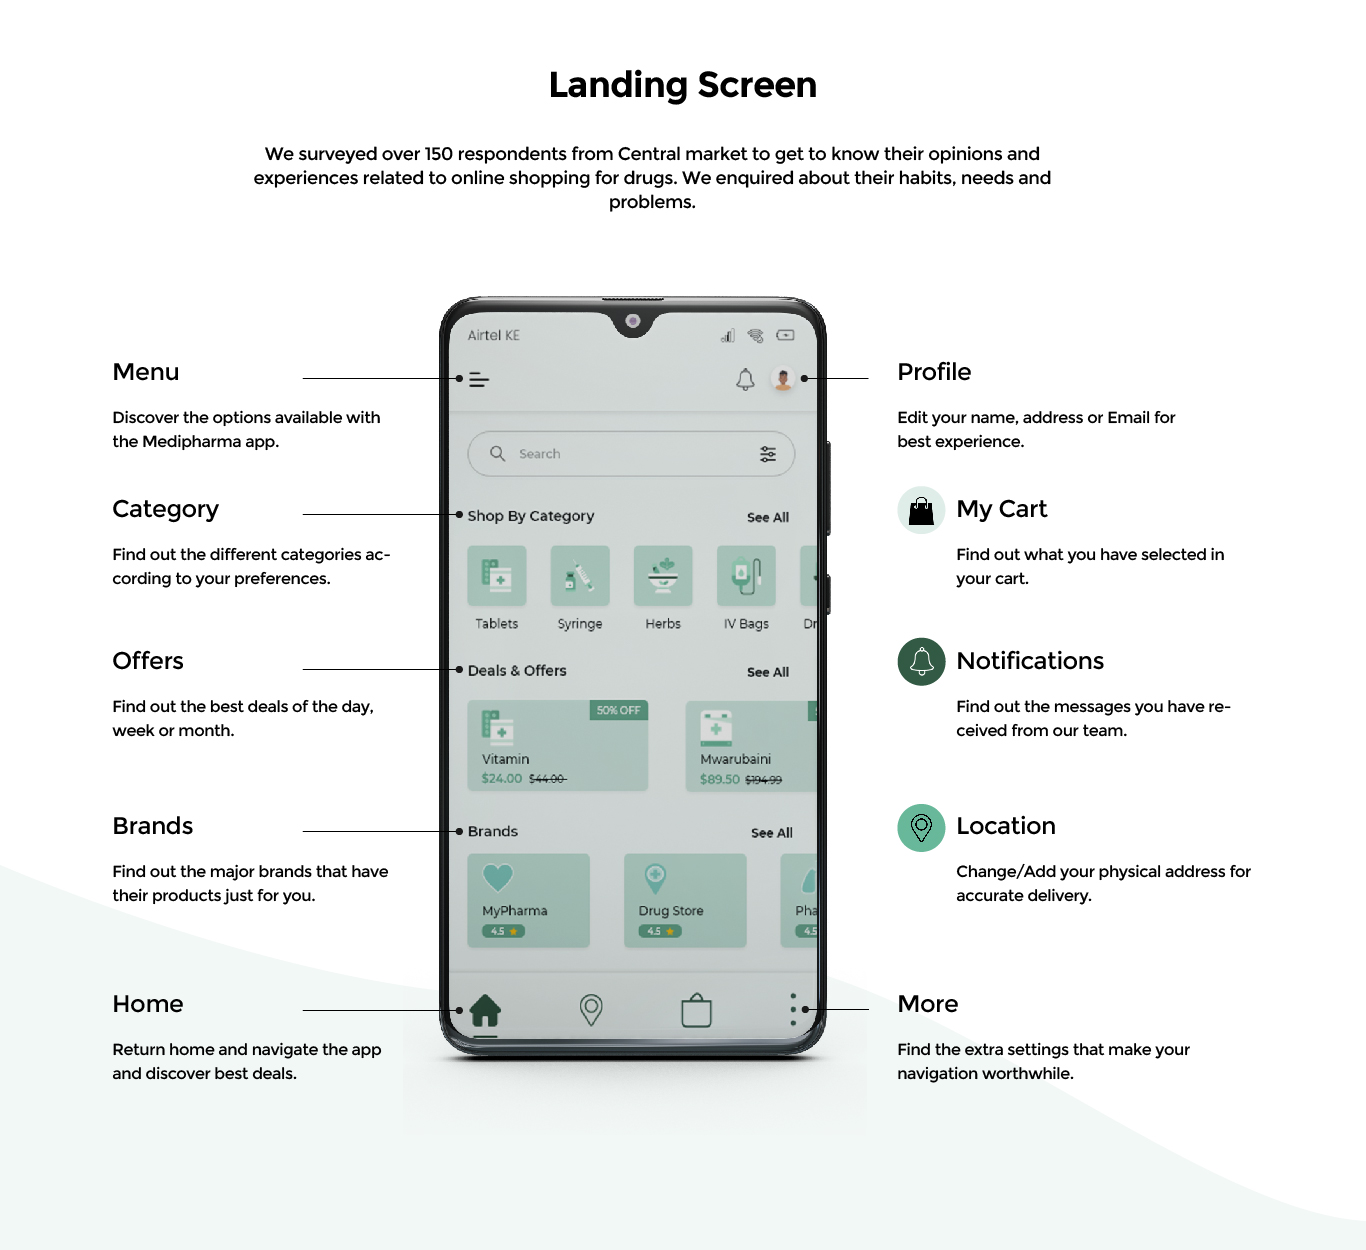 Landing Screen
We surveyed over 150 respondents from Central market to get to know their opinions and
experiences related to online shopping for drugs. We enquired about their habits, needs and
problems.
Menu
Discover the options available with
the Medipharma app.
Category
Find out the different categories ac-
cording to your preferences.
Offers
Find out the best deals of the day,
week or month.
Brands
Find out the major brands that have
their products just for you.
Home
Return home and navigate the app
and discover best deals.
Airtel KE
Search
Shop By Category See All
Tablets Syringe Herbs IV Bags Dr
Deals & Offers See All
50% OFF
Vitamin Mwarubaini
$24.00 $44.00 $89.50 $194.99
Brands See All
MyPharma Drug Store Pha
4.5 4.5 4.5
Profile
Edit your name, address or Email for
best experience.
My Cart
Find out what you have selected in
your cart.
Notifications
Find out the messages you have re-
ceived from our team.
Location
Change/Add your physical address for
accurate delivery.
More
Find the extra settings that make your
navigation worthwhile.